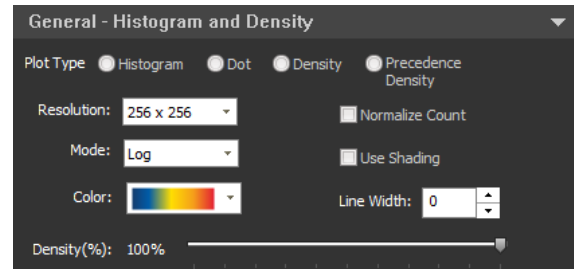 General - Histogram and Density
Plot Type Histogram Dot Density Precedence Density
Resolution: 256 x 256 Normalize Count
Mode: Log Use Shading
Color: Line Width: 0
Density(%): 100%